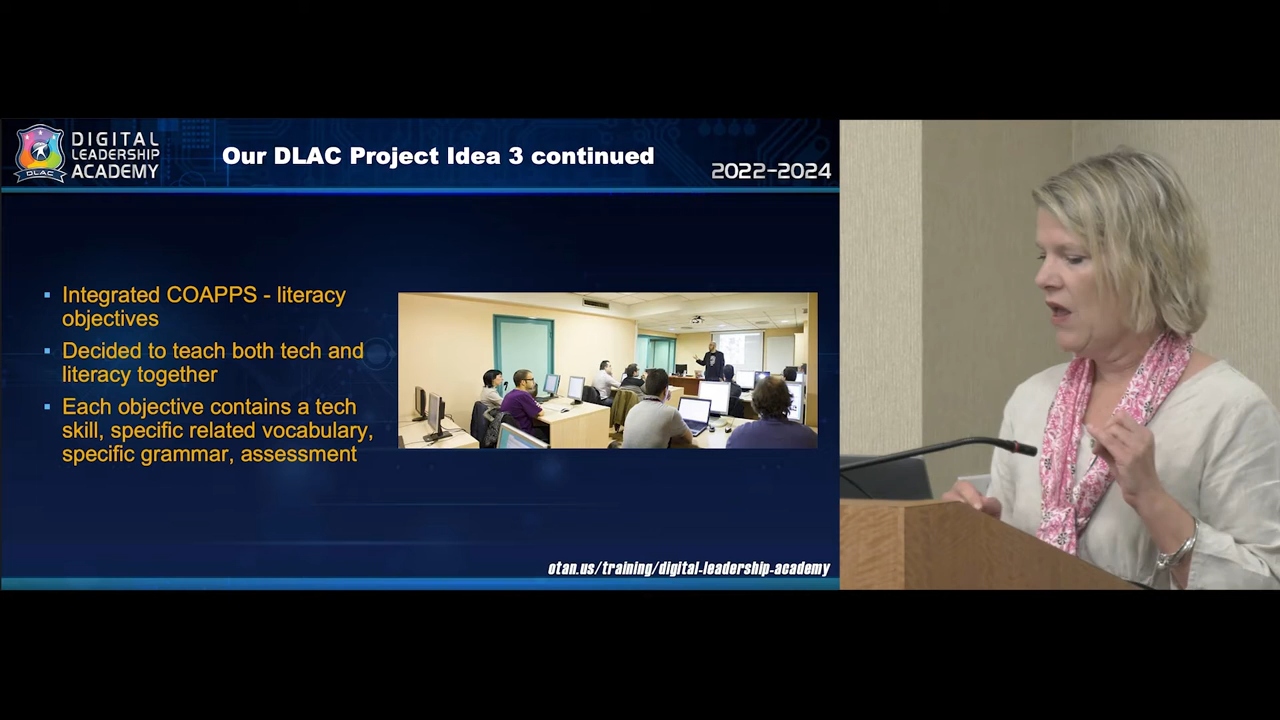 DIGITAL
LEADERSHIP
ACADEMY
DLAC
Our DLAC Project Idea 3 continued
2022-2024
Integrated COAPPS - literacy
objectives
Decided to teach both tech and
literacy together
Each objective contains a tech
skill, specific related vocabulary,
specific grammar, assessment
otan.us/training/digital-leadership-academy